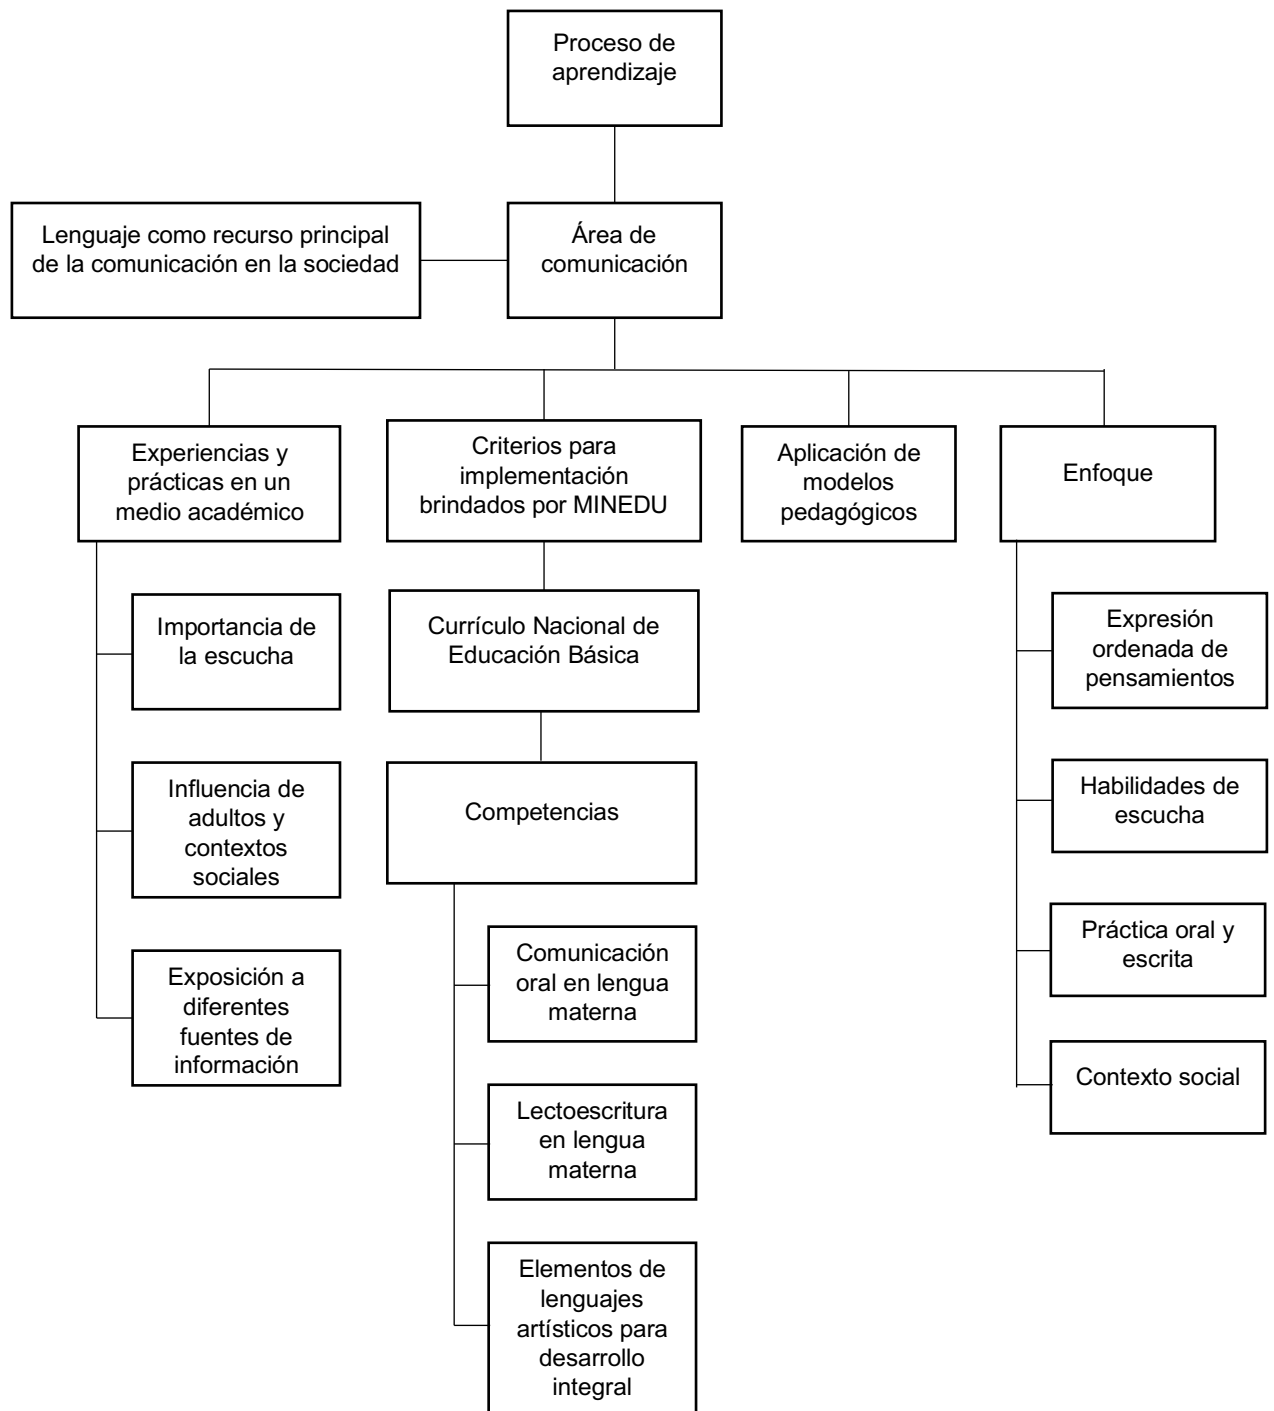 Proceso de
aprendizaje
Lenguaje como recurso principal
de la comunicación en la sociedad
Área de
comunicación
Experiencias y
prácticas en un
medio académico
Criterios para
implementación
brindados por MINEDU
Aplicación de
modelos
pedagógicos
Enfoque
Importancia de
la escucha
Influencia de
adultos y
contextos
sociales
Exposición a
diferentes
fuentes de
información
Currículo Nacional de
Educación Básica
Competencias
Comunicación
oral en lengua
materna
Lectoescritura
en lengua
materna
Elementos de
lenguajes
artísticos para
desarrollo
integral
Expresión
ordenada de
pensamientos
Habilidades de
escucha
Práctica oral y
escrita
Contexto social